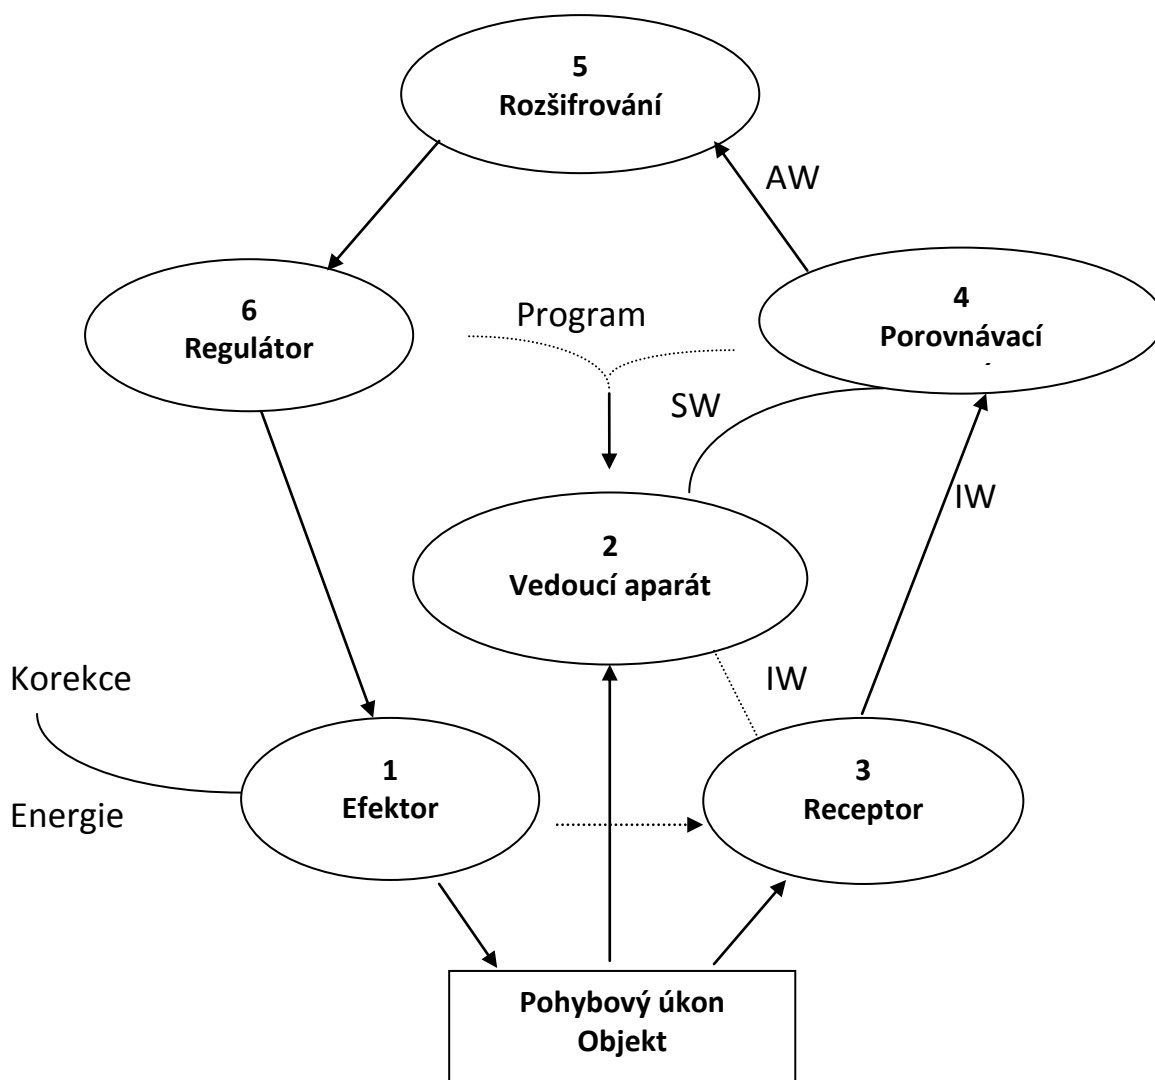 5
Rozšifrování
AW
6
Regulátor
Program
4
Porovnávací
SW
IW
2
Vedoucí aparát
Korekce
IW
1
Efektor
3
Receptor
Energie
Pohybový úkon
Objekt